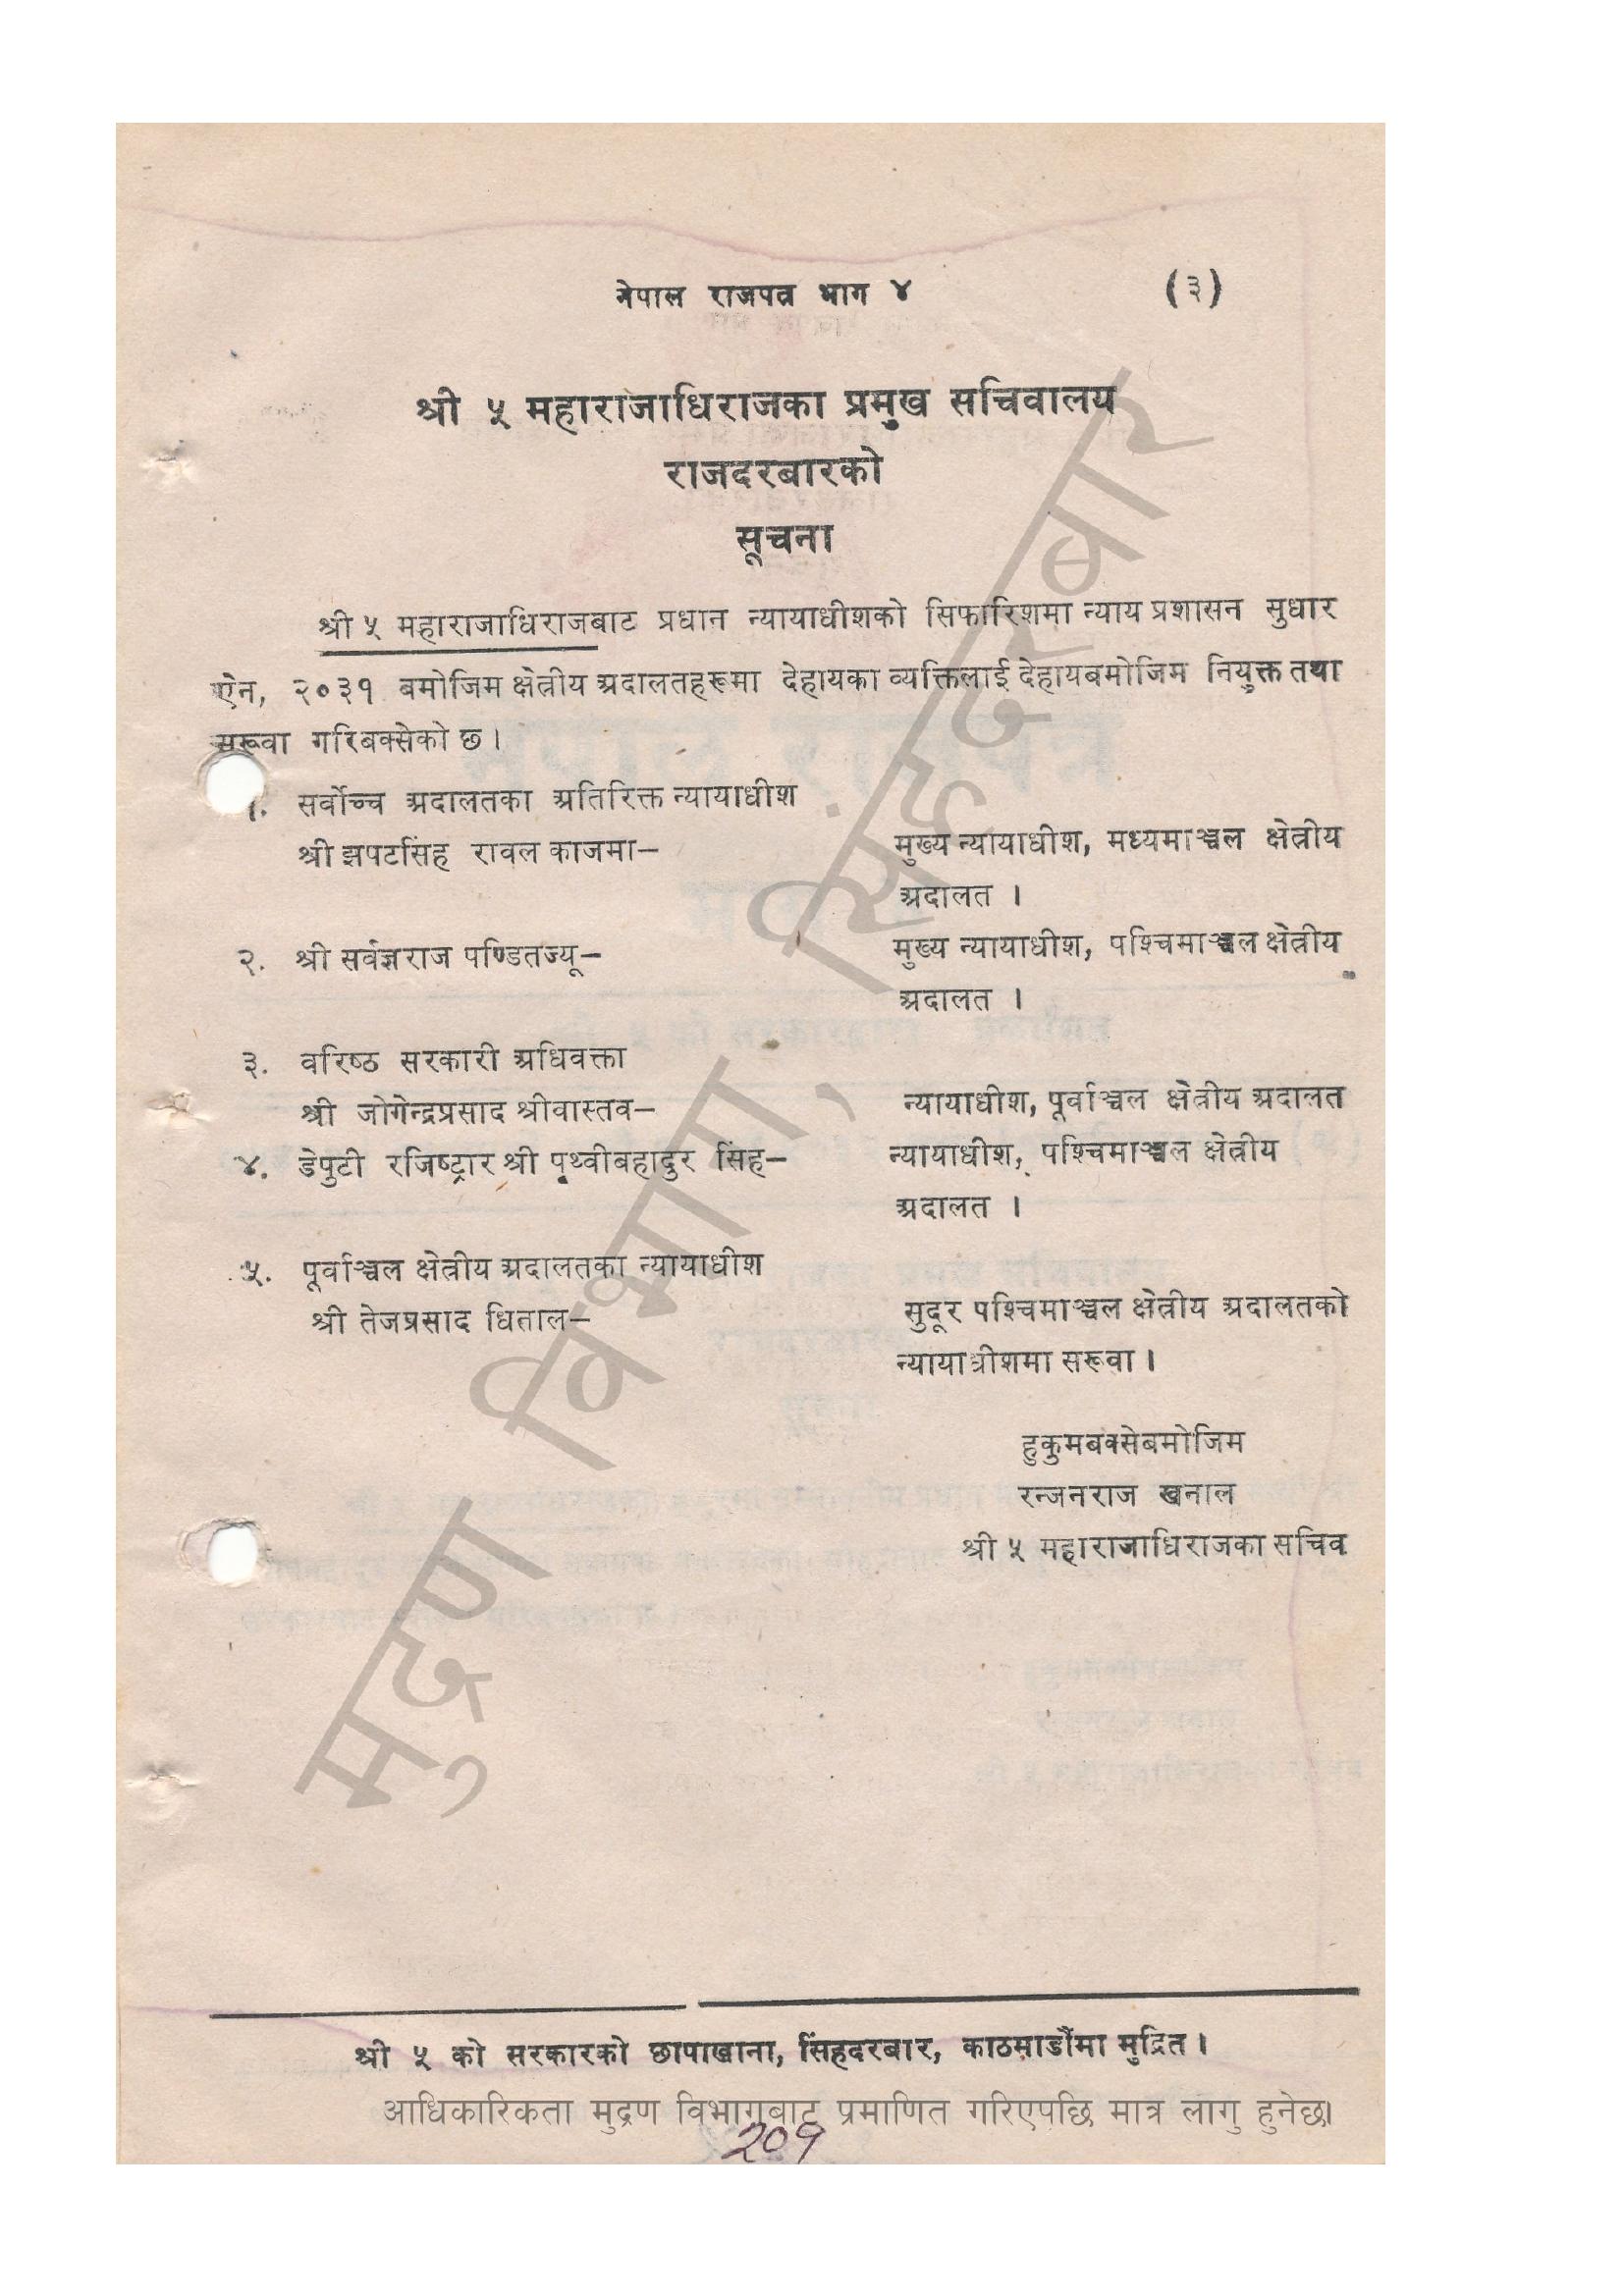 नेपाल राजपत्र भाग ४ (३)
श्री ५ महाराजाधिराजका प्रमुख सचिवालय
राजदरबारको
सूचना
श्री ५ महाराजाधिराजबाट प्रधान न्यायाधीशको सिफारिशमा न्याय प्रशासन सुधार
ऐन, २०३१ बमोजिम क्षेत्रीय अदालतहरूमा देहायका व्यक्तिलाई देहायबमोजिम नियुक्त तथा
सरूवा गरिबक्सेको छ ।
१. सर्वोच्च अदालतका अतिरिक्त न्यायाधीश
श्री झपटसिंह रावल काजमा– मुख्य न्यायाधीश, मध्यमाञ्चल क्षेत्रीय
अदालत ।
२. श्री सर्वज्ञराज पण्डितज्यू– मुख्य न्यायाधीश, पश्चिमाञ्चल क्षेत्रीय
अदालत ।
३. वरिष्ठ सरकारी अधिवक्ता
श्री जोगेन्द्रप्रसाद श्रीवास्तव– न्यायाधीश, पूर्वाञ्चल क्षेत्रीय अदालत
४. डेपुटी रजिष्ट्रार श्री पृथ्वीबहादुर सिंह– न्यायाधीश, पश्चिमाञ्चल क्षेत्रीय
अदालत ।
५. पूर्वाञ्चल क्षेत्रीय अदालतका न्यायाधीश
श्री तेजप्रसाद धिताल– सुदूर पश्चिमाञ्चल क्षेत्रीय अदालतको
न्यायाधीशमा सरूवा ।
हुकुमबक्सेबमोजिम
रन्जनराज खनाल
श्री ५ महाराजाधिराजका सचिव
मुद्रण विभाग, सिंहदरबार
श्री ५ को सरकारको छापाखाना, सिंहदरबार, काठमाडौंमा मुद्रित ।
आधिकारिकता मुद्रण विभागबाट प्रमाणित गरिएपछि मात्र लागु हुनेछ।
२०१